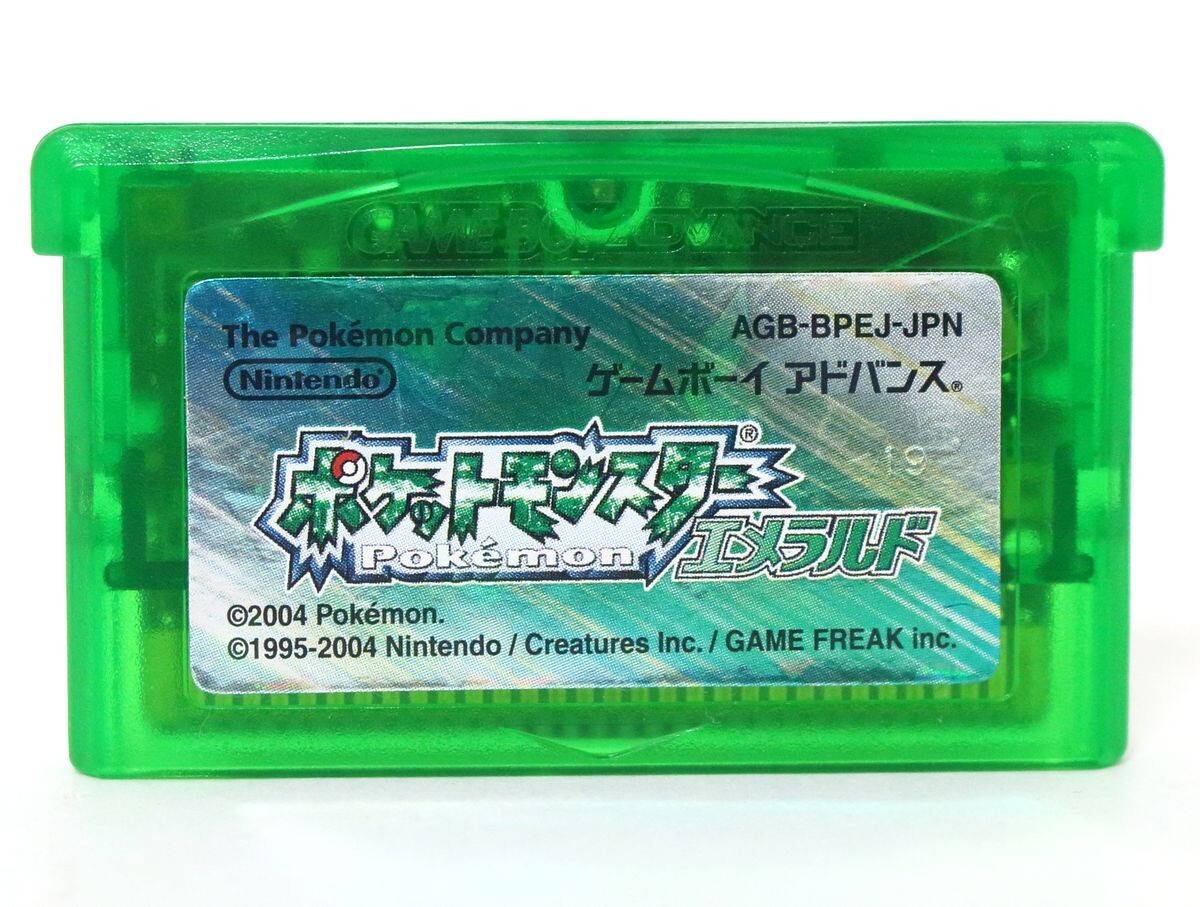 GAME BOY ADVANCE
The Pokémon Company
AGB-BPEJ-JPN
Nintendo®
ゲームボーイ アドバンス®
19
ポケットモンスター®
Pokémon
エメラルド
©2004 Pokémon.
©1995-2004 Nintendo / Creatures Inc. / GAME FREAK inc.